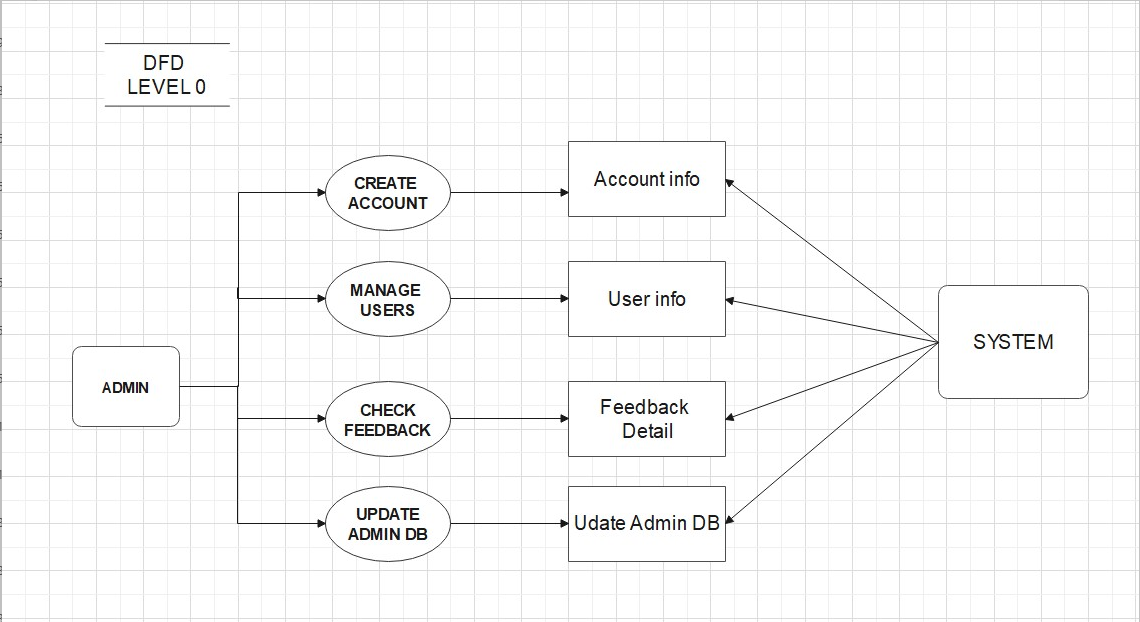 DFD
LEVEL 0
CREATE
ACCOUNT
Account info
MANAGE
USERS
User info
SYSTEM
ADMIN
CHECK
FEEDBACK
Feedback
Detail
UPDATE
ADMIN DB
Udate Admin DB